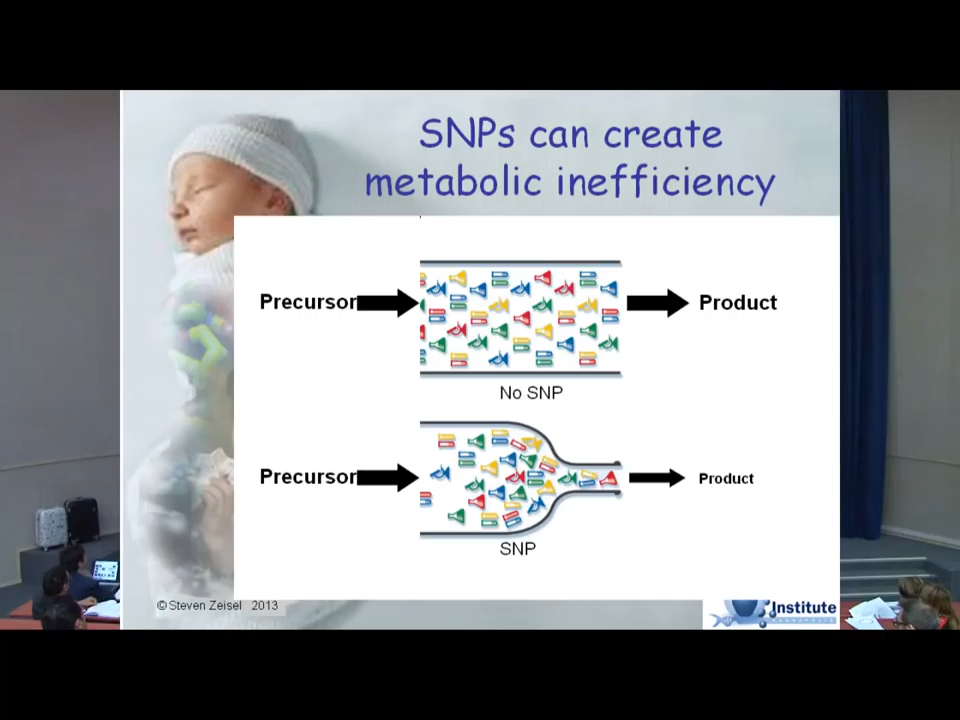 SNPs can create
metabolic inefficiency
Precursor
Product
No SNP
Precursor
Product
SNP
© Steven Zeisel 2013
Institute